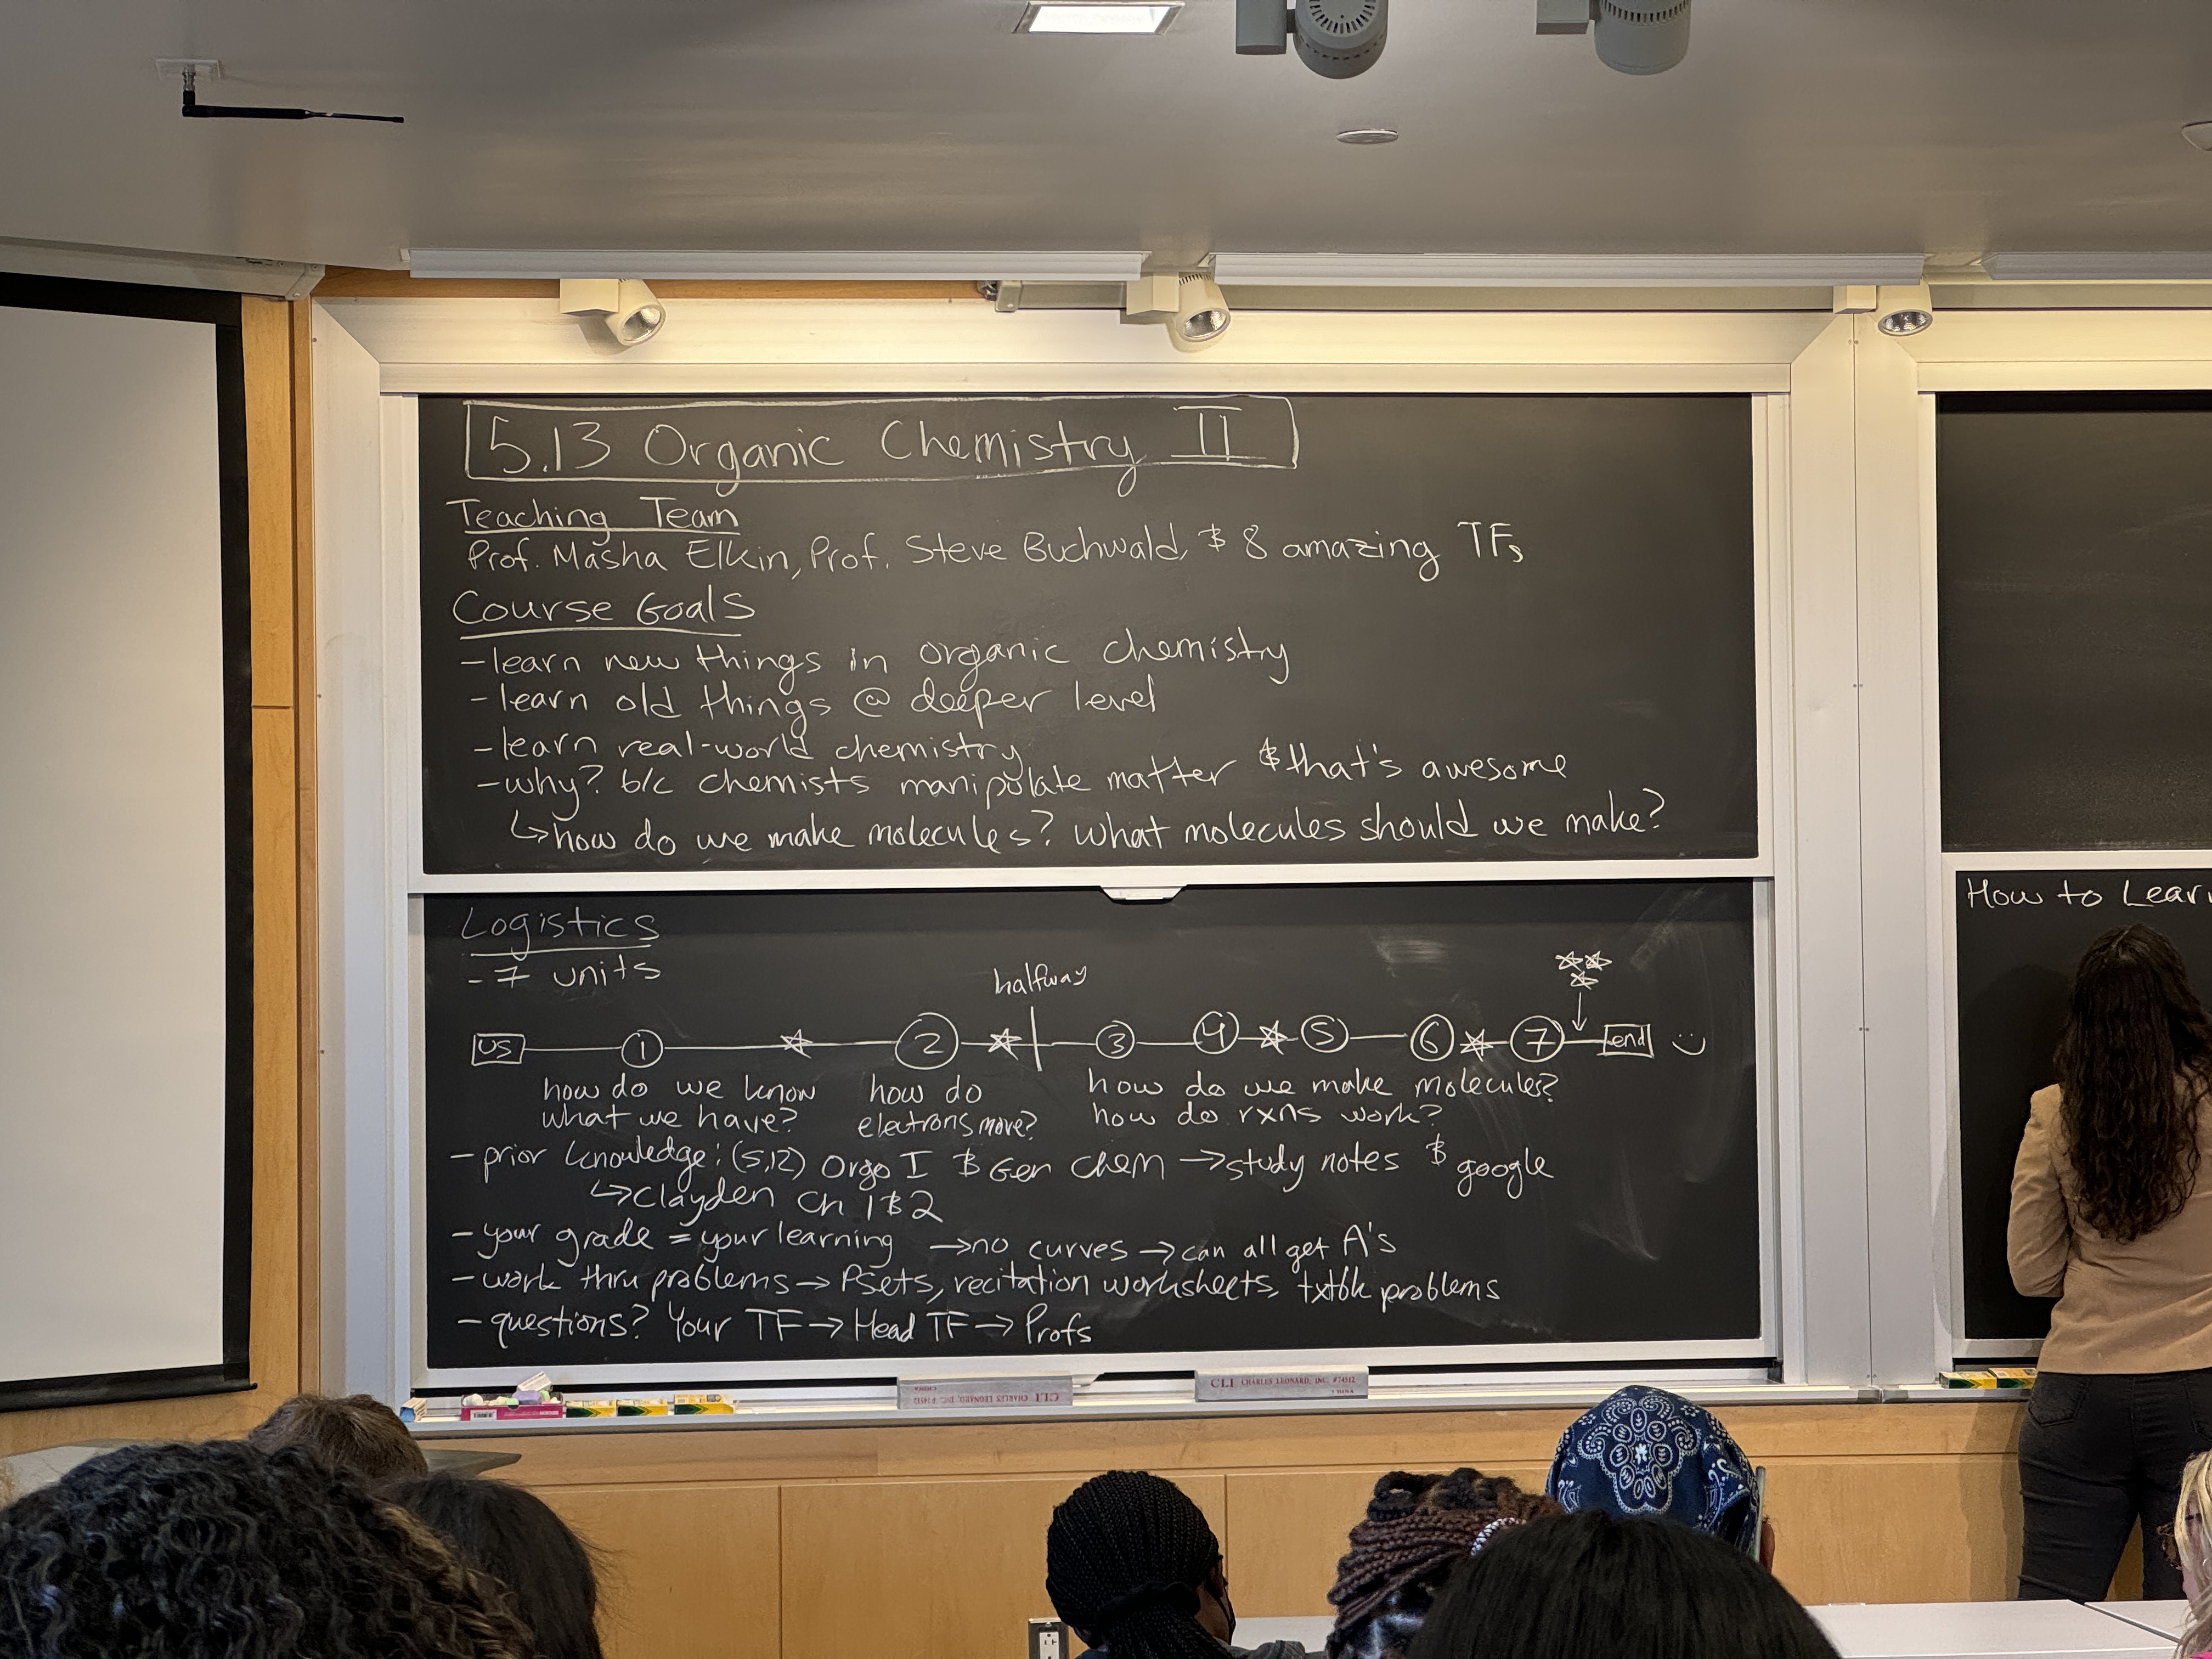 5.13 Organic Chemistry II
Teaching Team
Prof. Masha Elkin, Prof. Steve Buchwald, & 8 amazing TFs
Course Goals
- learn new things in organic chemistry
- learn old things @ deeper level
- learn real-world chemistry
- why? b/c chemists manipulate matter & that's awesome
↳ how do we make molecules? what molecules should we make?
Logistics
- 7 units
halfway
US 1 2 3 4 5 6 7 end
how do we know what we have?
how do electrons move?
how do we make molecules?
how do rxns work?
- prior knowledge: (5.12) Orgo I & Gen Chem → study notes & google
↳ Clayden Ch 1 & 2
- your grade = your learning → no curves → can all get A's
- work thru problems → Psets, recitation worksheets, txtbk problems
- questions? Your TF → Head TF → Profs
How to Lear
CLI CHARLES LEONARD, INC. #74542
CLI CHARLES LEONARD, INC.